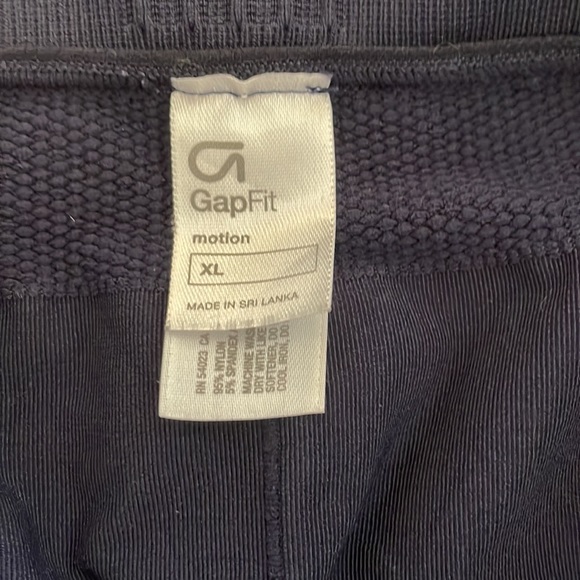 GapFit
motion
XL
MADE IN SRI LANKA
RN 54023 CA
95% NYLON
5% SPANDEX
MACHINE WAS
DRY WITH LIKE
SOFTENER, DO
COOL IRON, DO